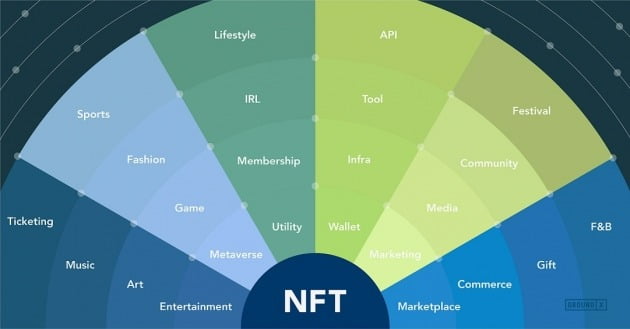 Lifestyle
API
IRL
Tool
Sports
Festival
Fashion
Membership
Infra
Community
Game
Media
Ticketing
Utility
Wallet
F&B
Metaverse
Marketing
Music
Gift
Art
Commerce
Entertainment
NFT
Marketplace
GROUND X